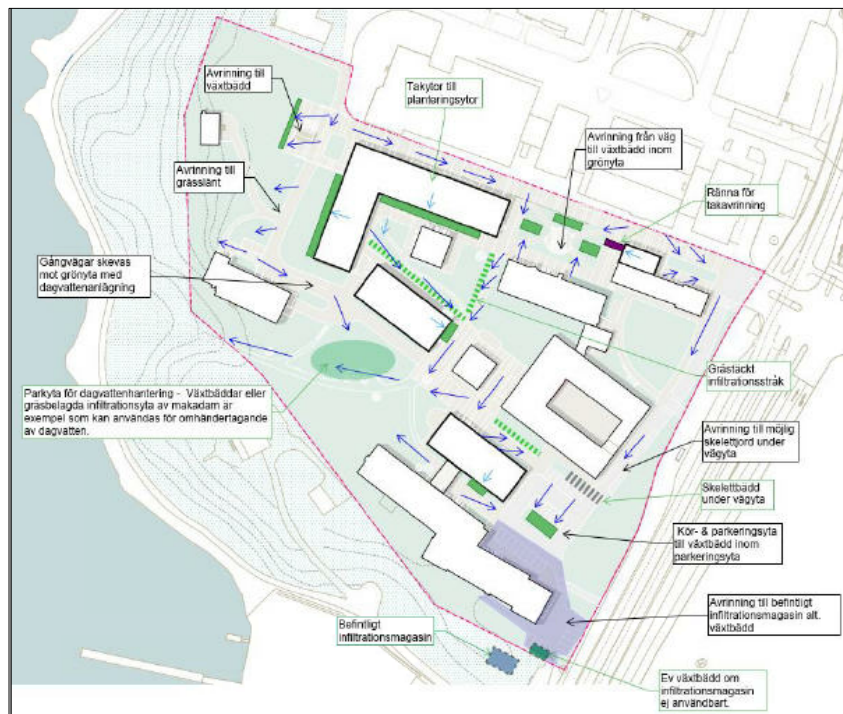 Avrinning till
växtbädd
Takytor till
planteringsytor
Avrinning från väg
till växtbädd inom
grönyta
Ränna för
takavrinning
Avrinning till
grässlänt
Gångvägar skevas
mot grönyta med
dagvattenanlägning
Grästäckt
infiltrationsstråk
Parkyta för dagvattenhantering - Växtbäddar eller
gräsbelagda infiltrationsyta av makadam är
exempel som kan användas för omhändertagande
av dagvatten.
Avrinning till möjlig
skelettjord under
vägyta
Skelettbädd
under vägyta
Kör- & parkeringsyta
till växtbädd inom
parkeringsyta
Avrinning till befintligt
infiltrationsmagasin alt.
växtbädd
Befintligt
infiltrationsmagasin
Ev växtbädd om
infiltrationsmagasin
ej användbart.